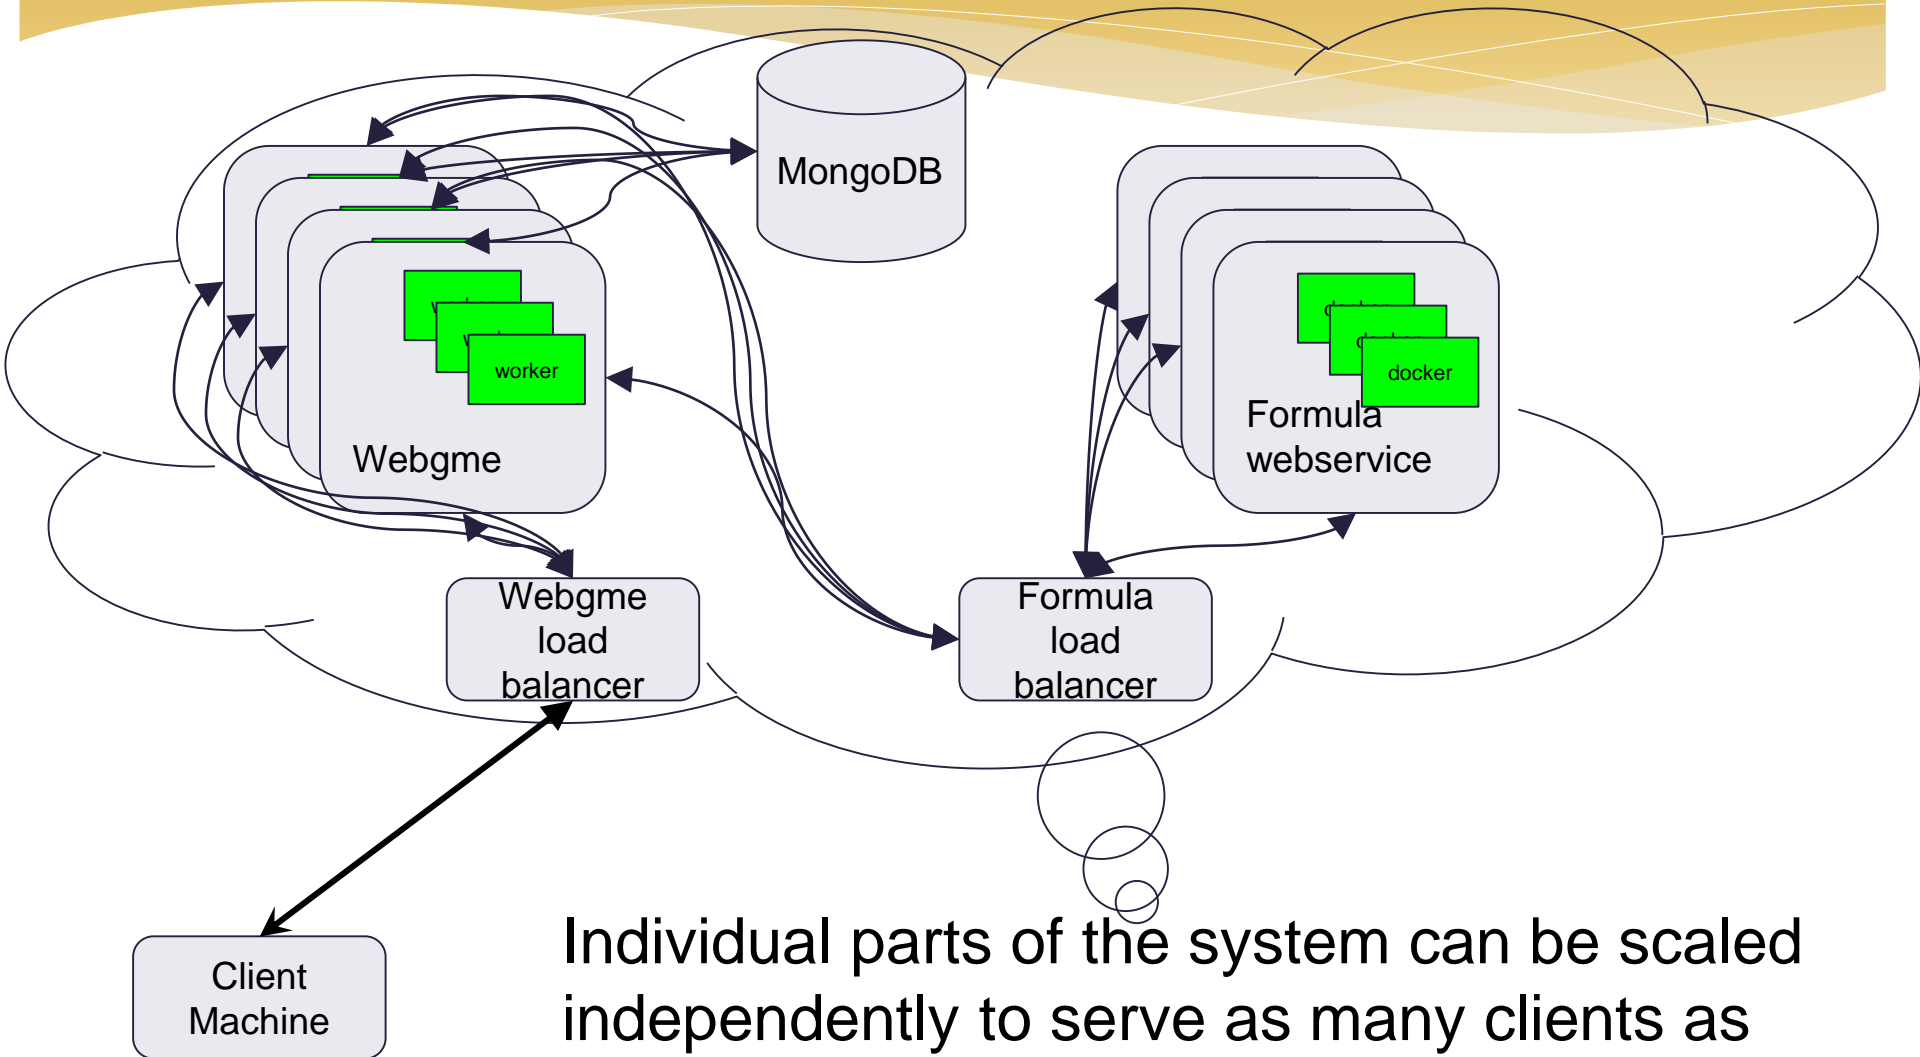 MongoDB
worker
Webgme
docker
Formula
webservice
Webgme
load
balancer
Formula
load
balancer
Client
Machine
Individual parts of the system can be scaled
independently to serve as many clients as